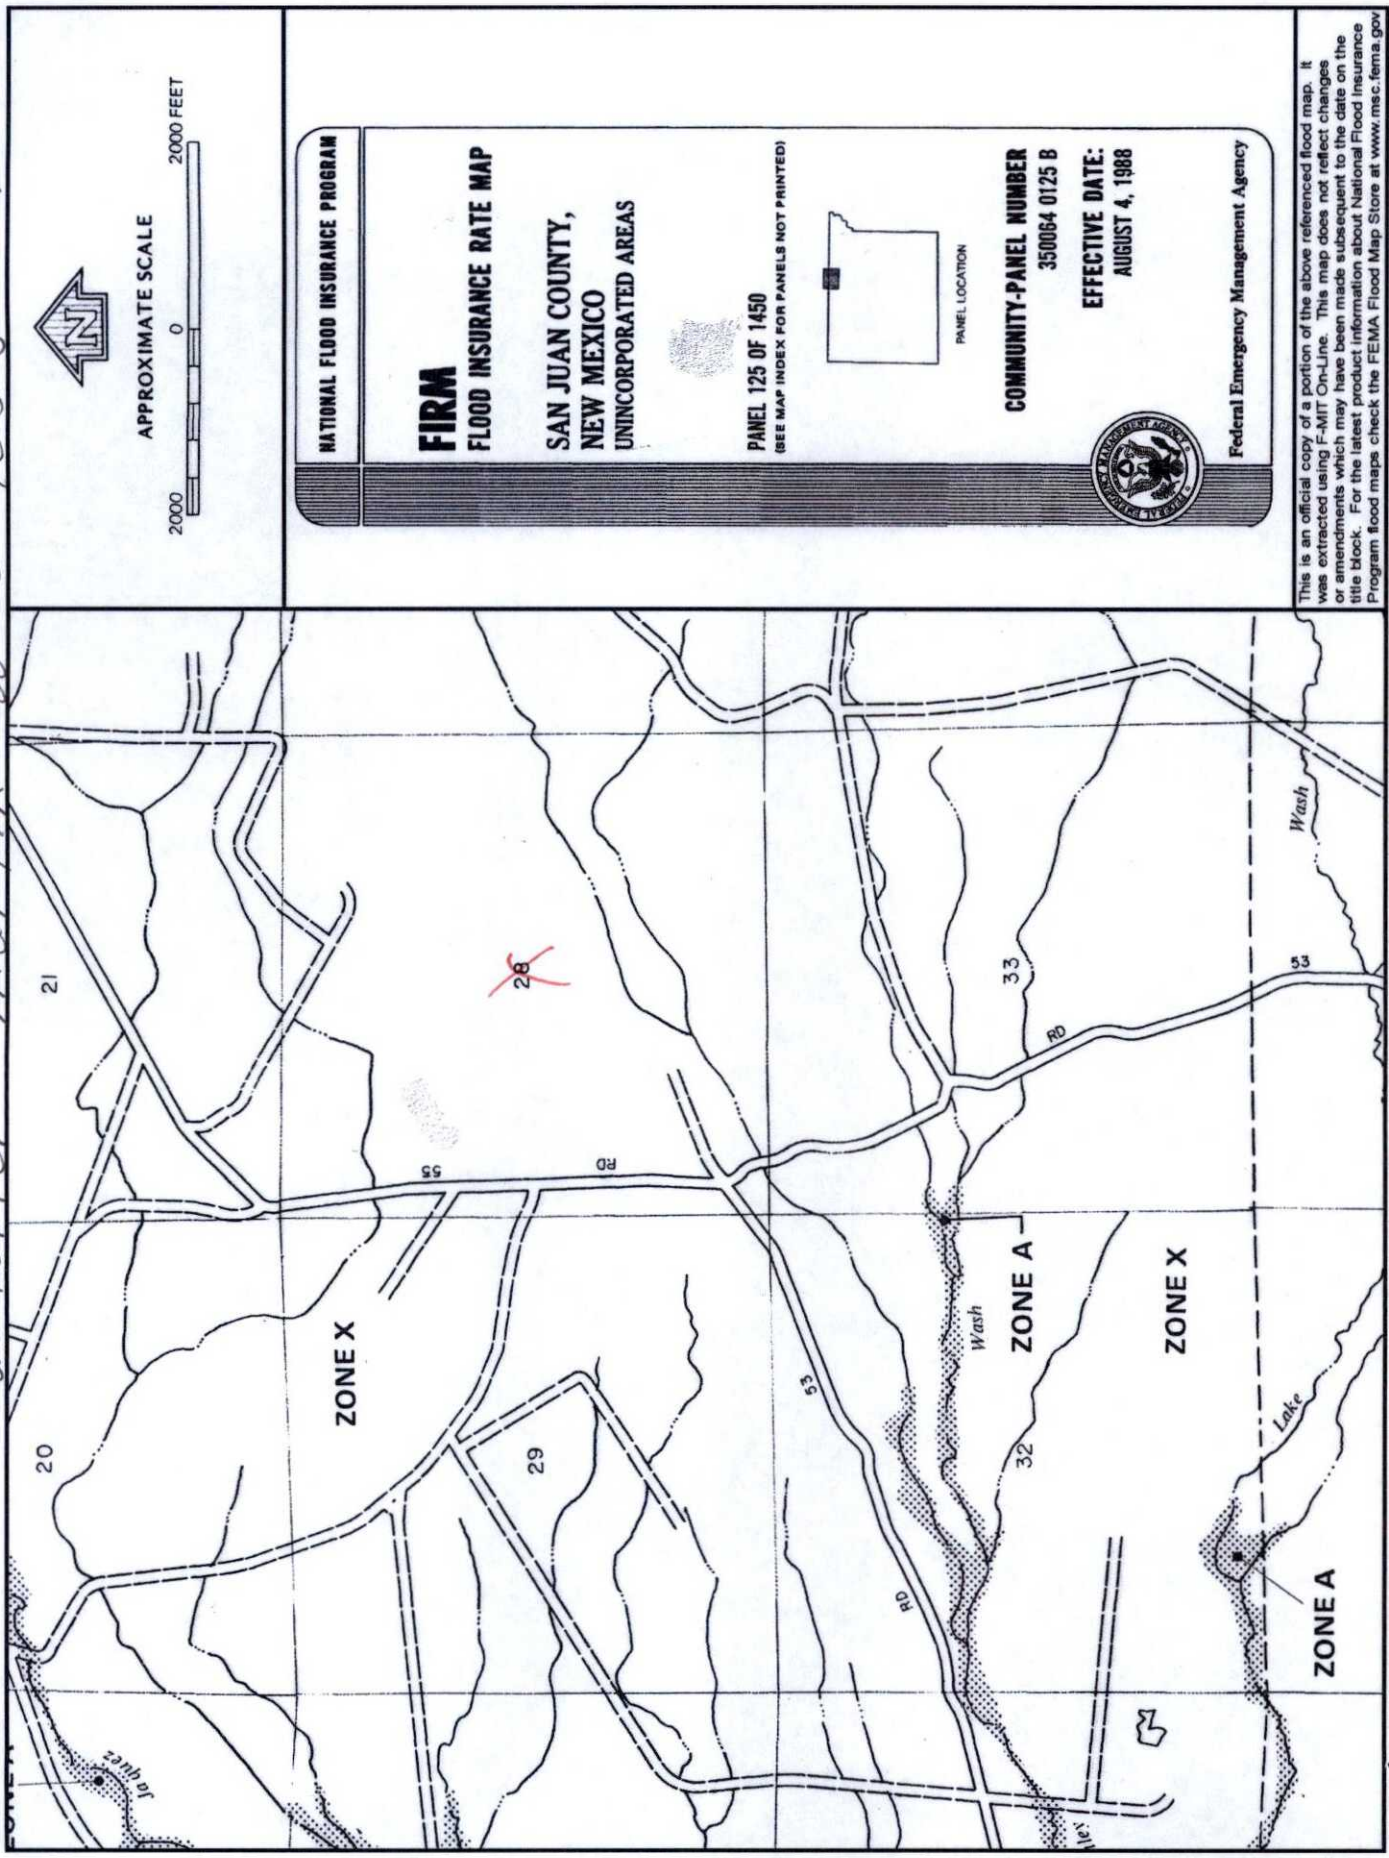 APPROXIMATE SCALE
2000 0 2000 FEET
N
NATIONAL FLOOD INSURANCE PROGRAM
FIRM
FLOOD INSURANCE RATE MAP
SAN JUAN COUNTY,
NEW MEXICO
UNINCORPORATED AREAS
PANEL 125 OF 1450
(SEE MAP INDEX FOR PANELS NOT PRINTED)
PANEL LOCATION
COMMUNITY-PANEL NUMBER
350064 0125 B
EFFECTIVE DATE:
AUGUST 4, 1988
FEDERAL EMERGENCY MANAGEMENT AGENCY
Federal Emergency Management Agency
This is an official copy of a portion of the above referenced flood map. It
was extracted using F-MIT On-Line. This map does not reflect changes
or amendments which may have been made subsequent to the date on the
title block. For the latest product information about National Flood Insurance
Program flood maps check the FEMA Flood Map Store at www.msc.fema.gov
20
21
Jaquez
ZONE X
55
RD
28
29
53
RD
Wash
ZONE A
32
33
RD
53
Wash
ZONE X
Lake
ZONE A